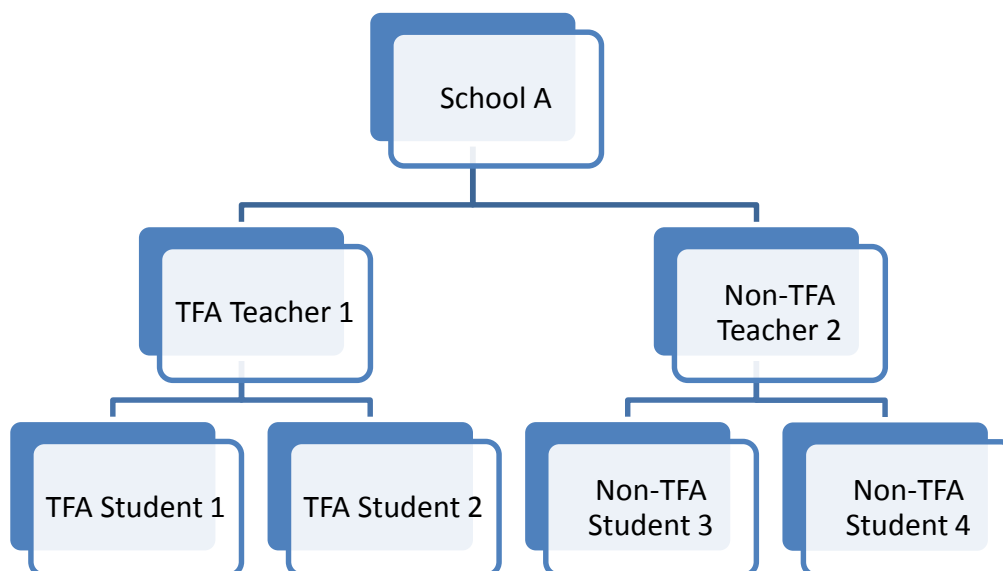 School A
TFA Teacher 1
Non-TFA
Teacher 2
TFA Student 1
TFA Student 2
Non-TFA
Student 3
Non-TFA
Student 4